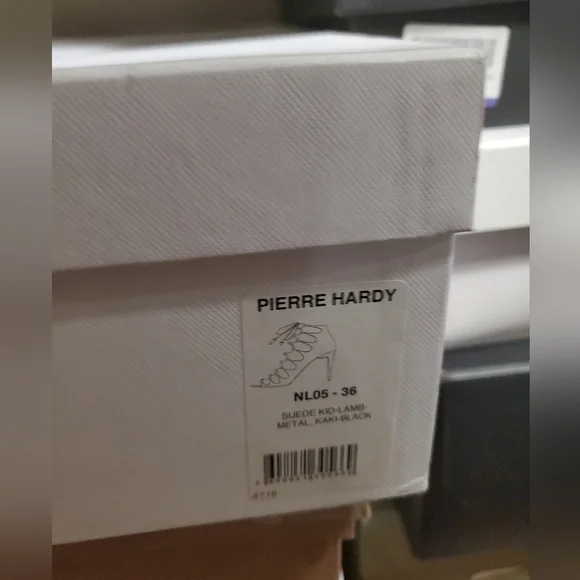 PIERRE HARDY
NL05 - 36
SUEDE KID-LAMB-
METAL, KAKI-BLACK